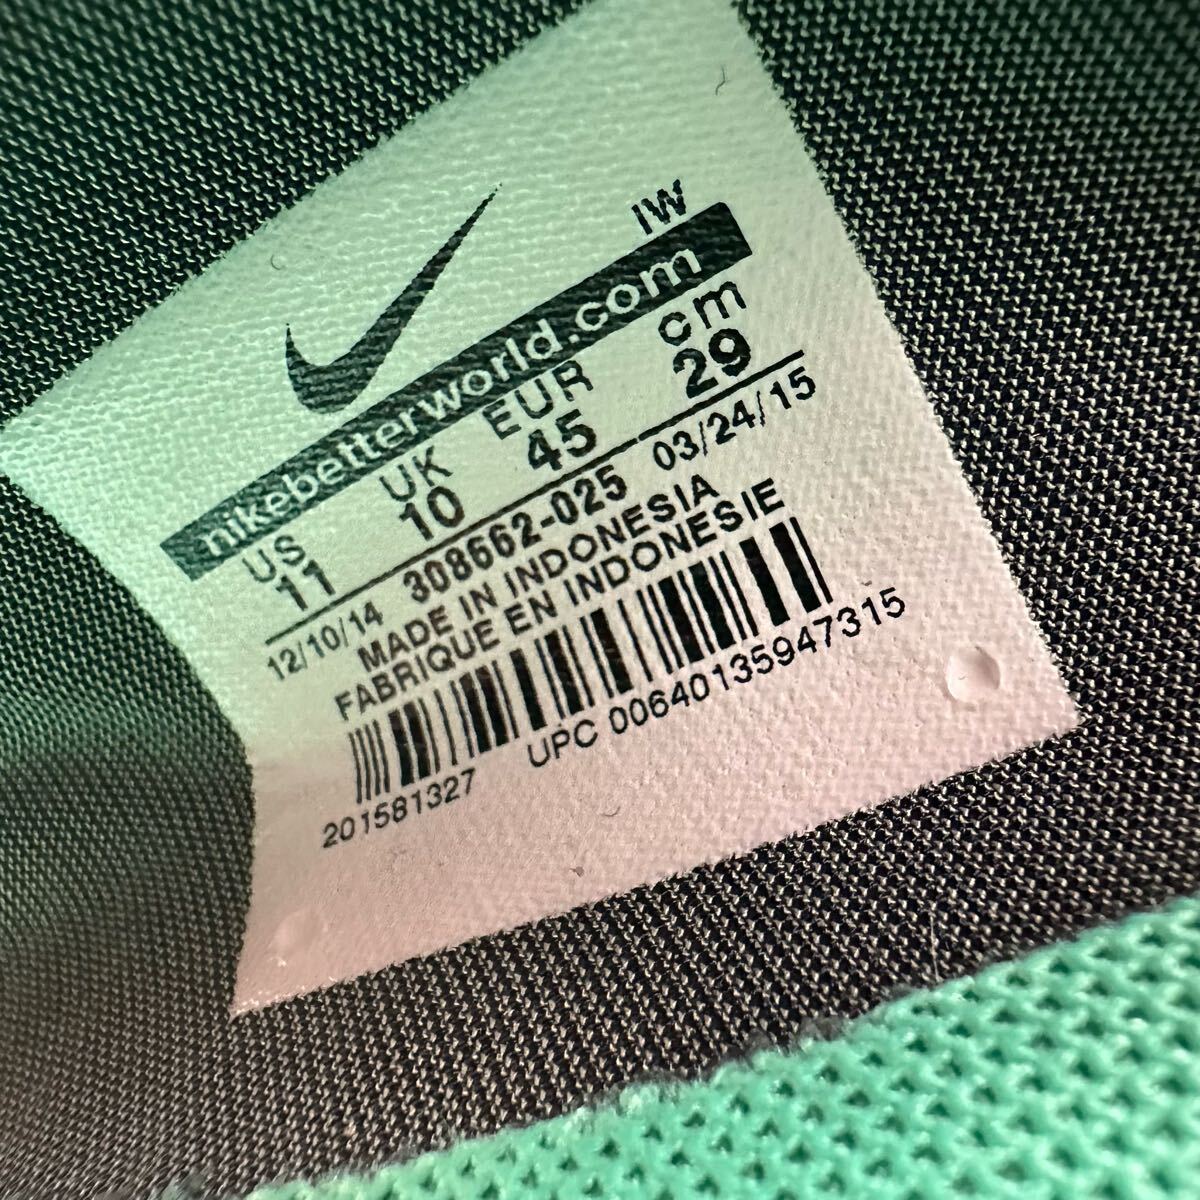 IW
nikebetterworld.com
US UK EUR cm
11 10 45 29
12/10/14 308662-025 03/24/15
MADE IN INDONESIA
FABRIQUE EN INDONESIE
201581327 UPC 00640135947315